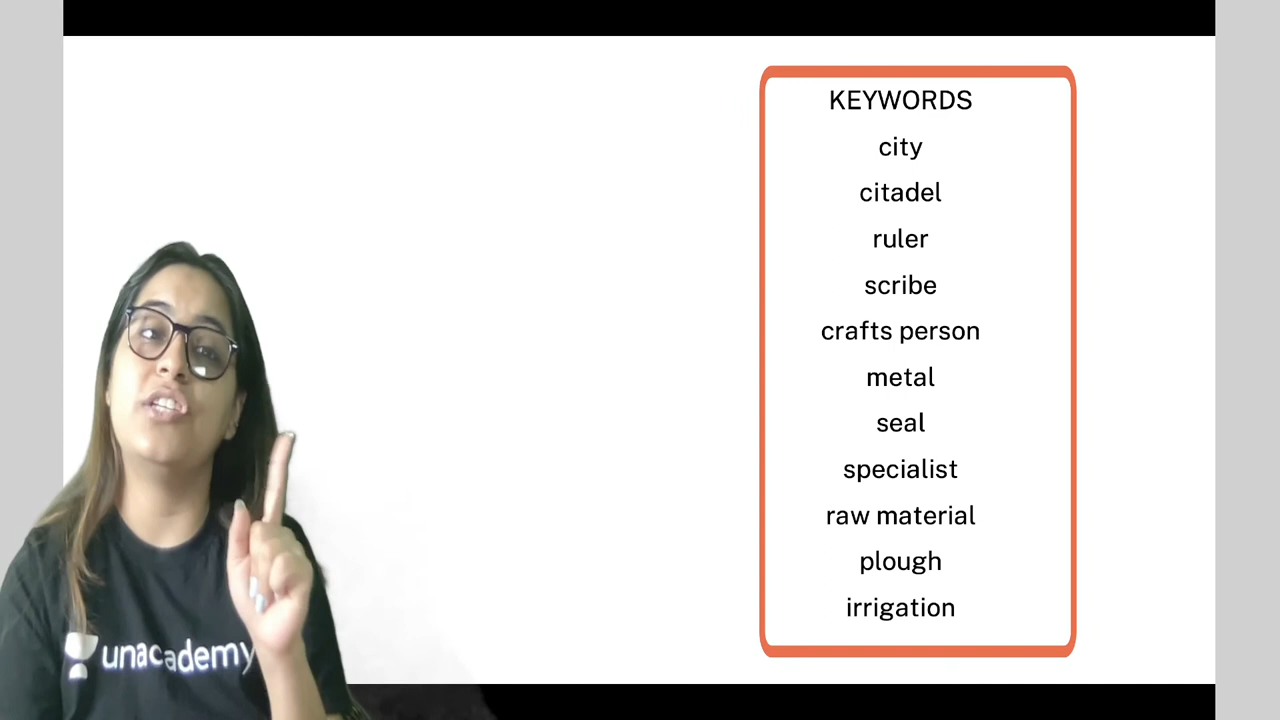 KEYWORDS
city
citadel
ruler
scribe
crafts person
metal
seal
specialist
raw material
plough
irrigation
unacademy